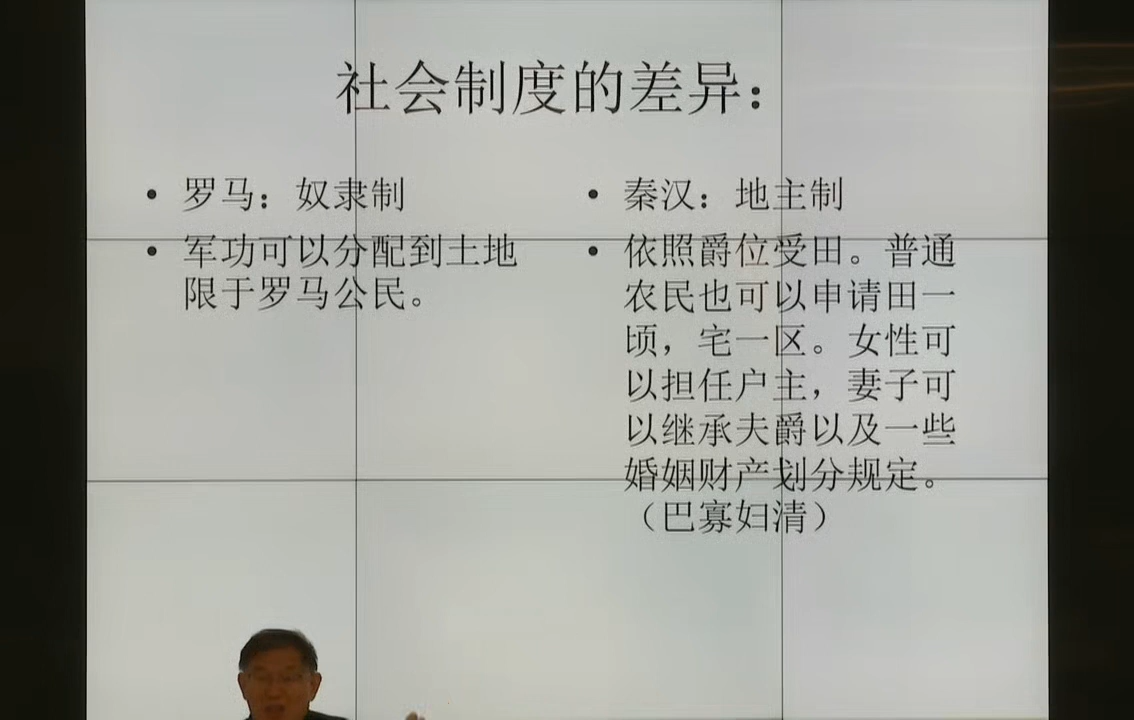 社会制度的差异：
• 罗马：奴隶制
• 军功可以分配到土地
限于罗马公民。
• 秦汉：地主制
• 依照爵位受田。普通
农民也可以申请田一
顷，宅一区。女性可
以担任户主，妻子可
以继承夫爵以及一些
婚姻财产划分规定。
（巴寡妇清）